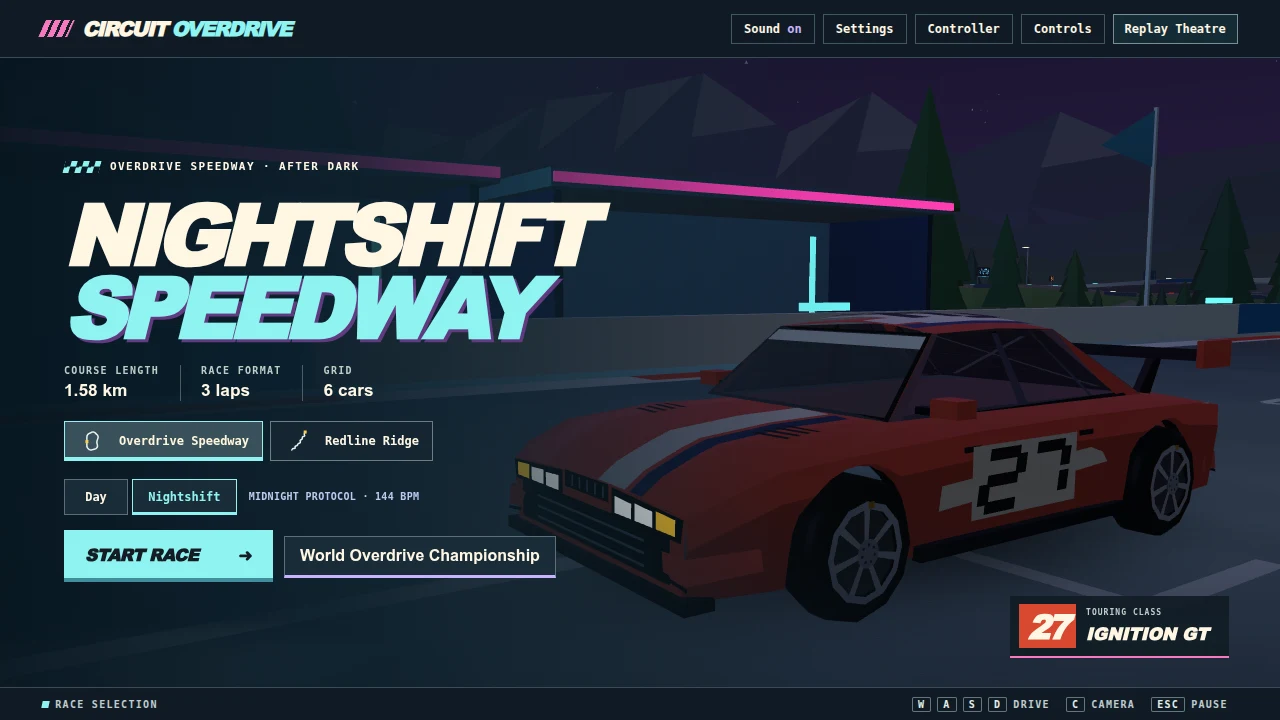 CIRCUIT OVERDRIVE
Sound on
Settings
Controller
Controls
Replay Theatre
OVERDRIVE SPEEDWAY · AFTER DARK
NIGHTSHIFT
SPEEDWAY
COURSE LENGTH
1.58 km
RACE FORMAT
3 laps
GRID
6 cars
Overdrive Speedway
Redline Ridge
Day
Nightshift
MIDNIGHT PROTOCOL · 144 BPM
START RACE →
World Overdrive Championship
27
27
TOURING CLASS
IGNITION GT
RACE SELECTION
W A S D DRIVE
C CAMERA
ESC PAUSE